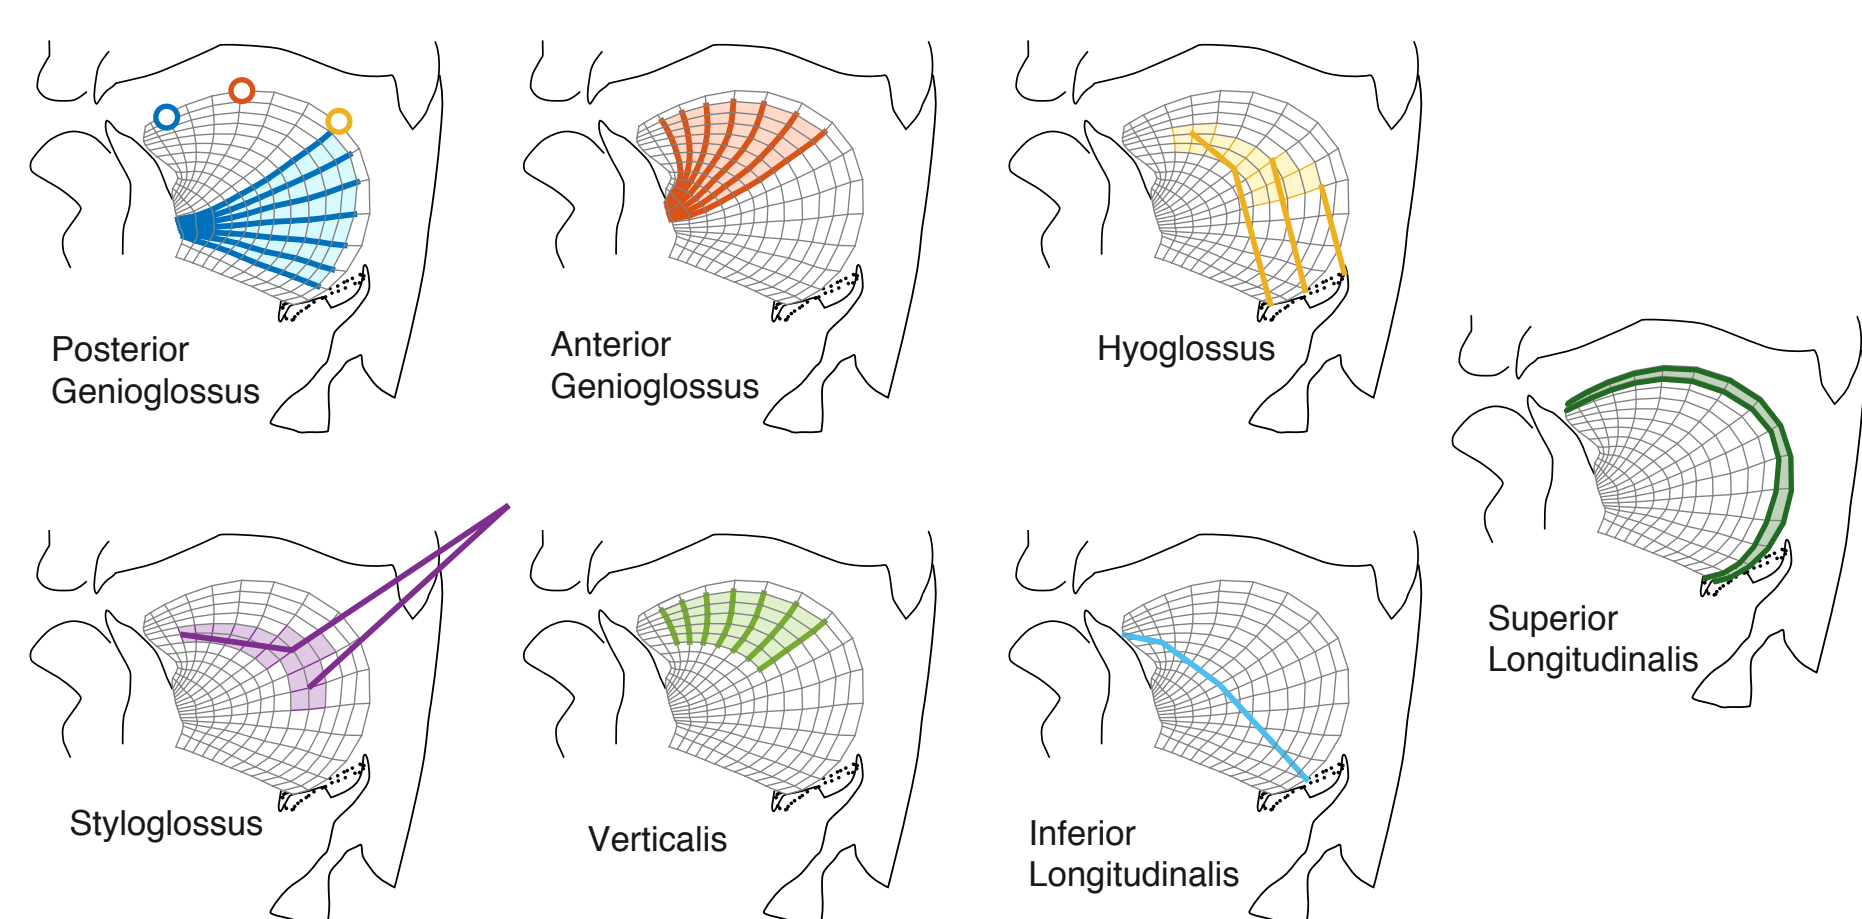 Posterior
Genioglossus
Anterior
Genioglossus
Hyoglossus
Superior
Longitudinalis
Styloglossus
Verticalis
Inferior
Longitudinalis